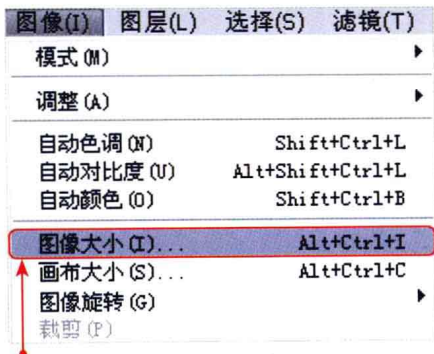 图像(I) 图层(L) 选择(S) 滤镜(T)
模式(M)
调整(A)
自动色调(N) Shift+Ctrl+L
自动对比度(U) Alt+Shift+Ctrl+L
自动颜色(O) Shift+Ctrl+B
图像大小(I)... Alt+Ctrl+I
画布大小(S)... Alt+Ctrl+C
图像旋转(G)
裁剪(P)